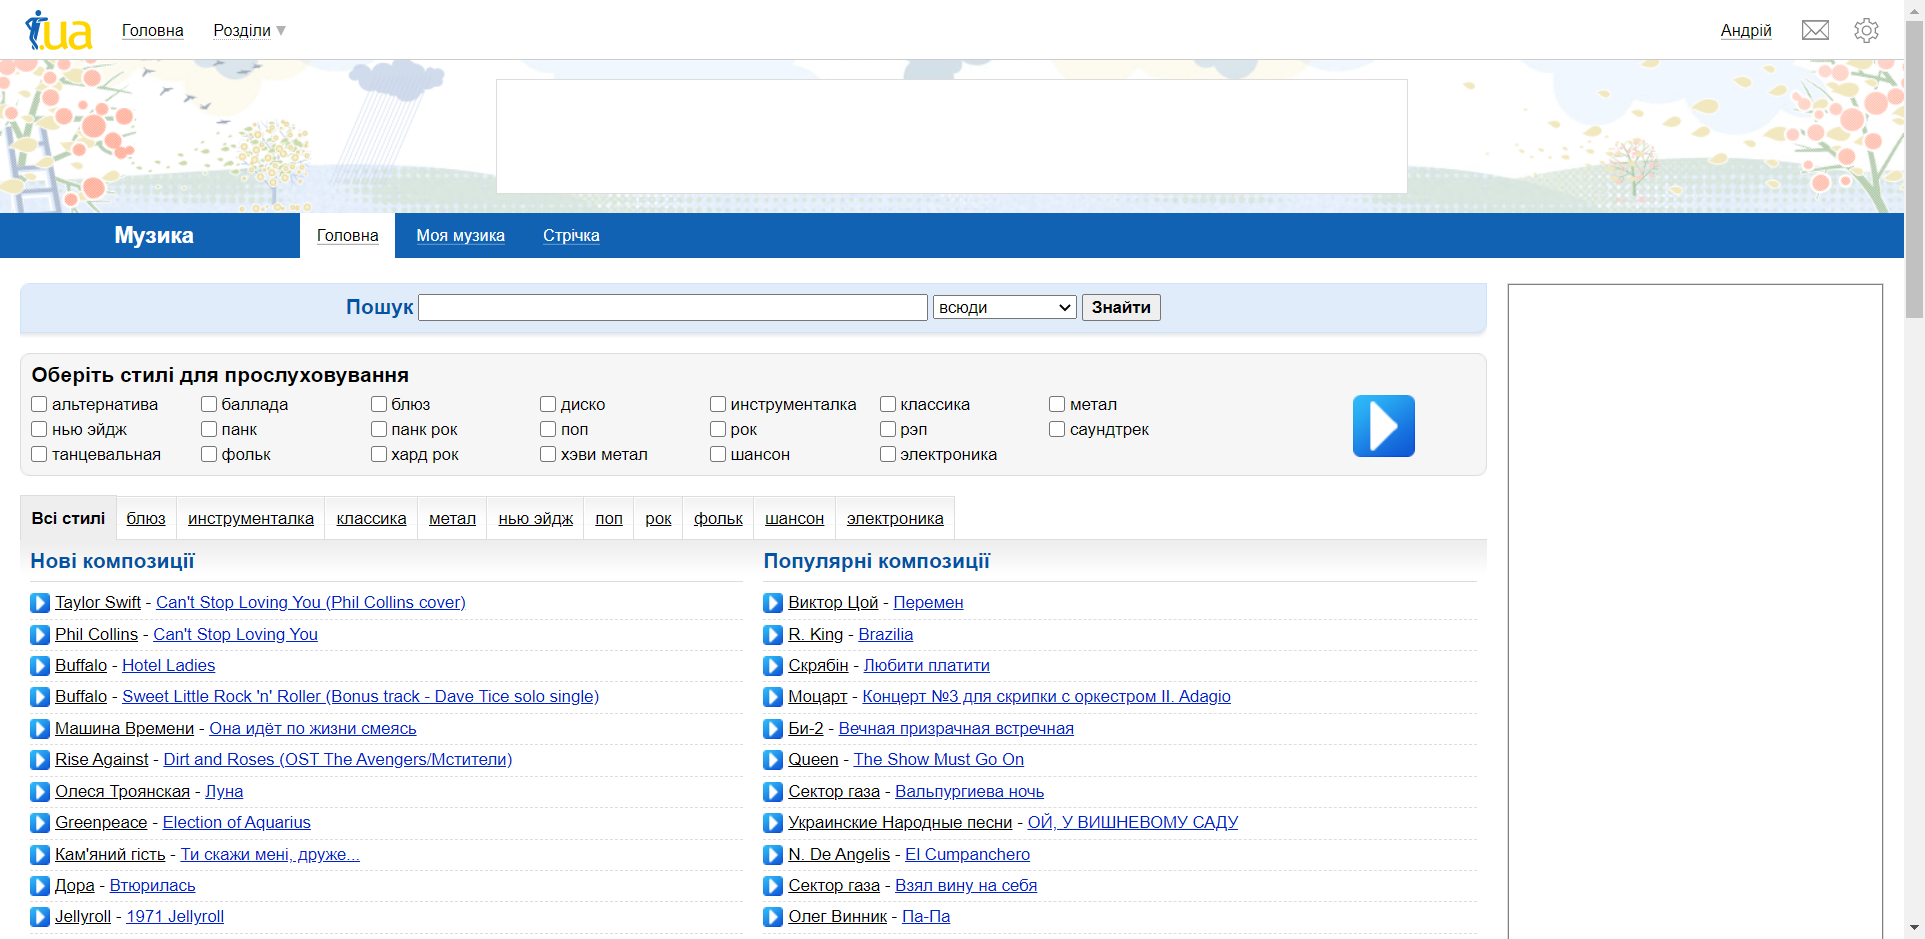 i.ua Головна Розділи Андрій
Музика Головна Моя музика Стрічка
Пошук всюди Знайти
Оберіть стилі для прослуховування
альтернатива баллада блюз диско инструменталка классика метал
нью эйдж панк панк рок поп рок рэп саундтрек
танцевальная фольк хард рок хэви метал шансон электроника
Всі стилі блюз инструменталка классика метал нью эйдж поп рок фольк шансон электроника
Нові композиції
Taylor Swift - Can't Stop Loving You (Phil Collins cover)
Phil Collins - Can't Stop Loving You
Buffalo - Hotel Ladies
Buffalo - Sweet Little Rock 'n' Roller (Bonus track - Dave Tice solo single)
Машина Времени - Она идёт по жизни смеясь
Rise Against - Dirt and Roses (OST The Avengers/Мстители)
Олеся Троянская - Луна
Greenpeace - Election of Aquarius
Кам'яний гість - Ти скажи мені, друже...
Дора - Втюрилась
Jellyroll - 1971 Jellyroll
Популярні композиції
Виктор Цой - Перемен
R. King - Brazilia
Скрябін - Любити платити
Моцарт - Концерт №3 для скрипки с оркестром II. Adagio
Би-2 - Вечная призрачная встречная
Queen - The Show Must Go On
Сектор газа - Вальпургиева ночь
Украинские Народные песни - ОЙ, У ВИШНЕВОМУ САДУ
N. De Angelis - El Cumpanchero
Сектор газа - Взял вину на себя
Олег Винник - Па-Па